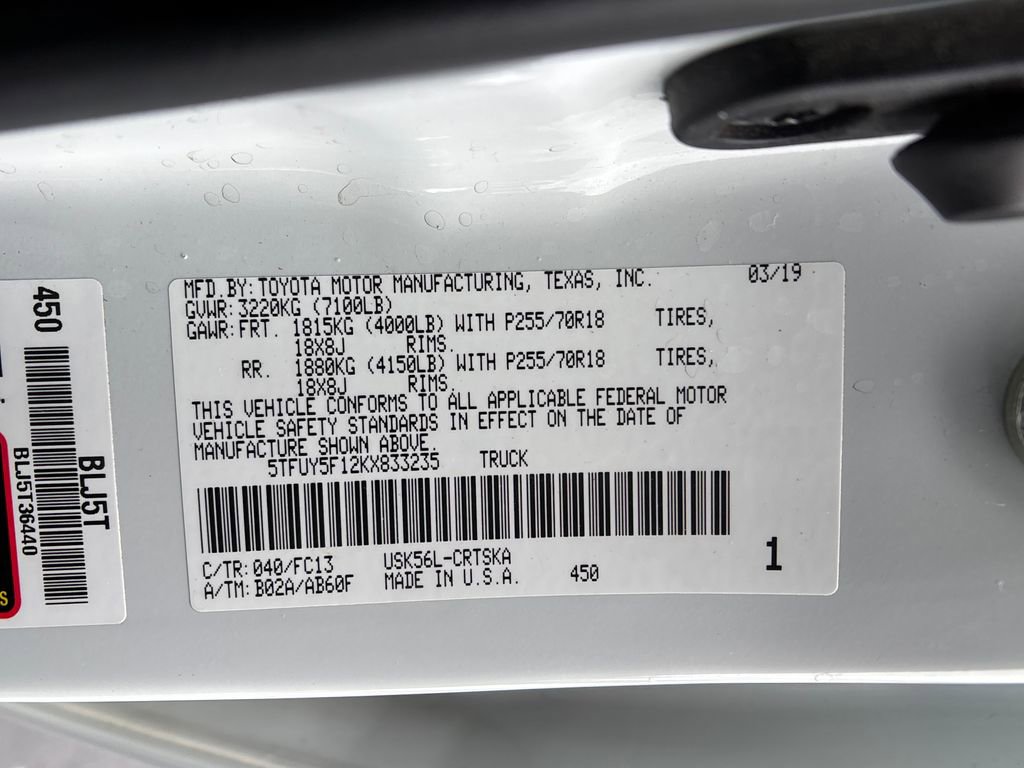 MFD.BY:TOYOTA MOTOR MANUFACTURING, TEXAS, INC. 03/19
GVWR:3220KG (7100LB)
GAWR:FRT. 1815KG (4000LB) WITH P255/70R18 TIRES,
18X8J RIMS.
RR. 1880KG (4150LB) WITH P255/70R18 TIRES,
18X8J RIMS.
THIS VEHICLE CONFORMS TO ALL APPLICABLE FEDERAL MOTOR
VEHICLE SAFETY STANDARDS IN EFFECT ON THE DATE OF
MANUFACTURE SHOWN ABOVE.
5TFUY5F12KX833235 TRUCK
C/TR:040/FC13 USK56L-CRTSKA
A/TM:B02A/AB60F MADE IN U.S.A. 450
1
450
BLJ5T
BLJ5T36440